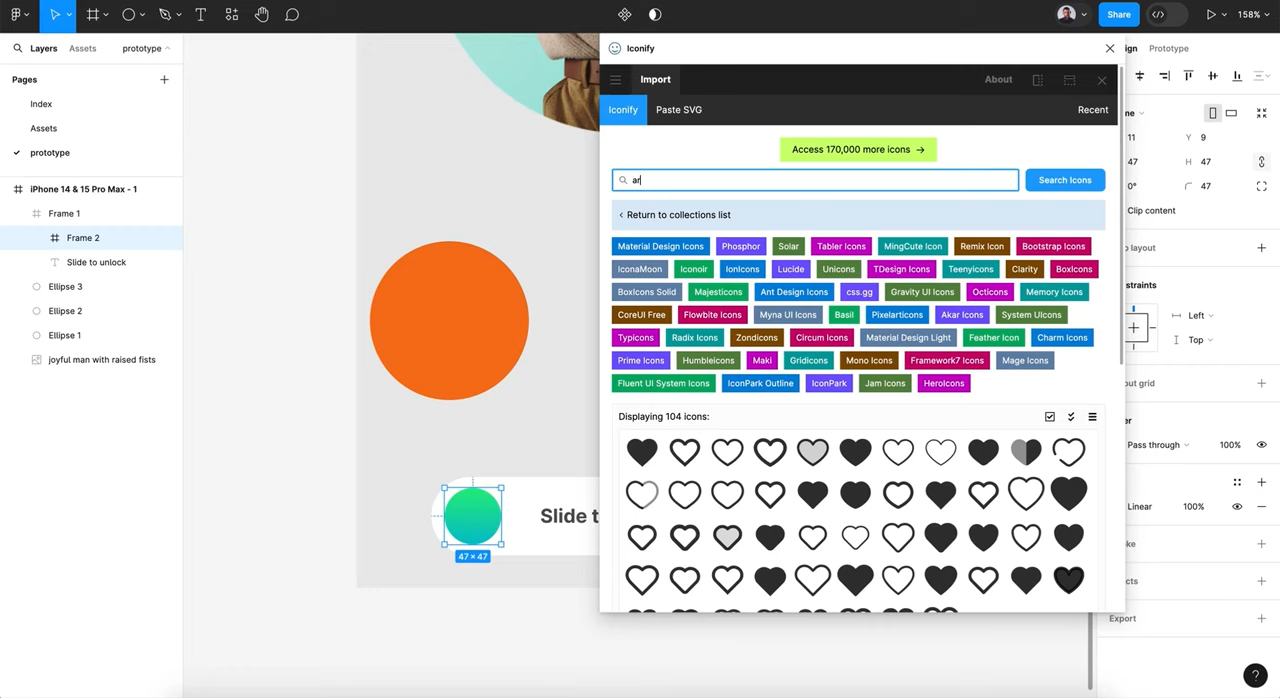 Share
158%
Layers
Assets
prototype
Iconify
Prototype
Pages
Import
About
Index
Iconify
Paste SVG
Recent
Assets
prototype
Access 170,000 more icons →
11
Y
9
47
H
47
ar
Search Icons
0°
47
iPhone 14 & 15 Pro Max - 1
Clip content
Frame 1
Return to collections list
Frame 2
Material Design Icons
Phosphor
Solar
Tabler Icons
MingCute Icon
Remix Icon
Bootstrap Icons
Slide to unlock
IconaMoon
Iconoir
IonIcons
Lucide
Unicons
TDesign Icons
Teenyicons
Clarity
BoxIcons
Ellipse 3
BoxIcons Solid
Majesticons
Ant Design Icons
css.gg
Gravity UI Icons
Octicons
Memory Icons
Ellipse 2
CoreUI Free
Flowbite Icons
Myna UI Icons
Basil
Pixelarticons
Akar Icons
System UIcons
Left
Ellipse 1
Typicons
Radix Icons
Zondicons
Circum Icons
Material Design Light
Feather Icon
Charm Icons
Top
joyful man with raised fists
Prime Icons
Humbleicons
Maki
Gridicons
Mono Icons
Framework7 Icons
Mage Icons
Fluent UI System Icons
IconPark Outline
IconPark
Jam Icons
HeroIcons
Displaying 104 icons:
Pass through
100%
Linear
100%
Slide t
47 × 47
Export
?